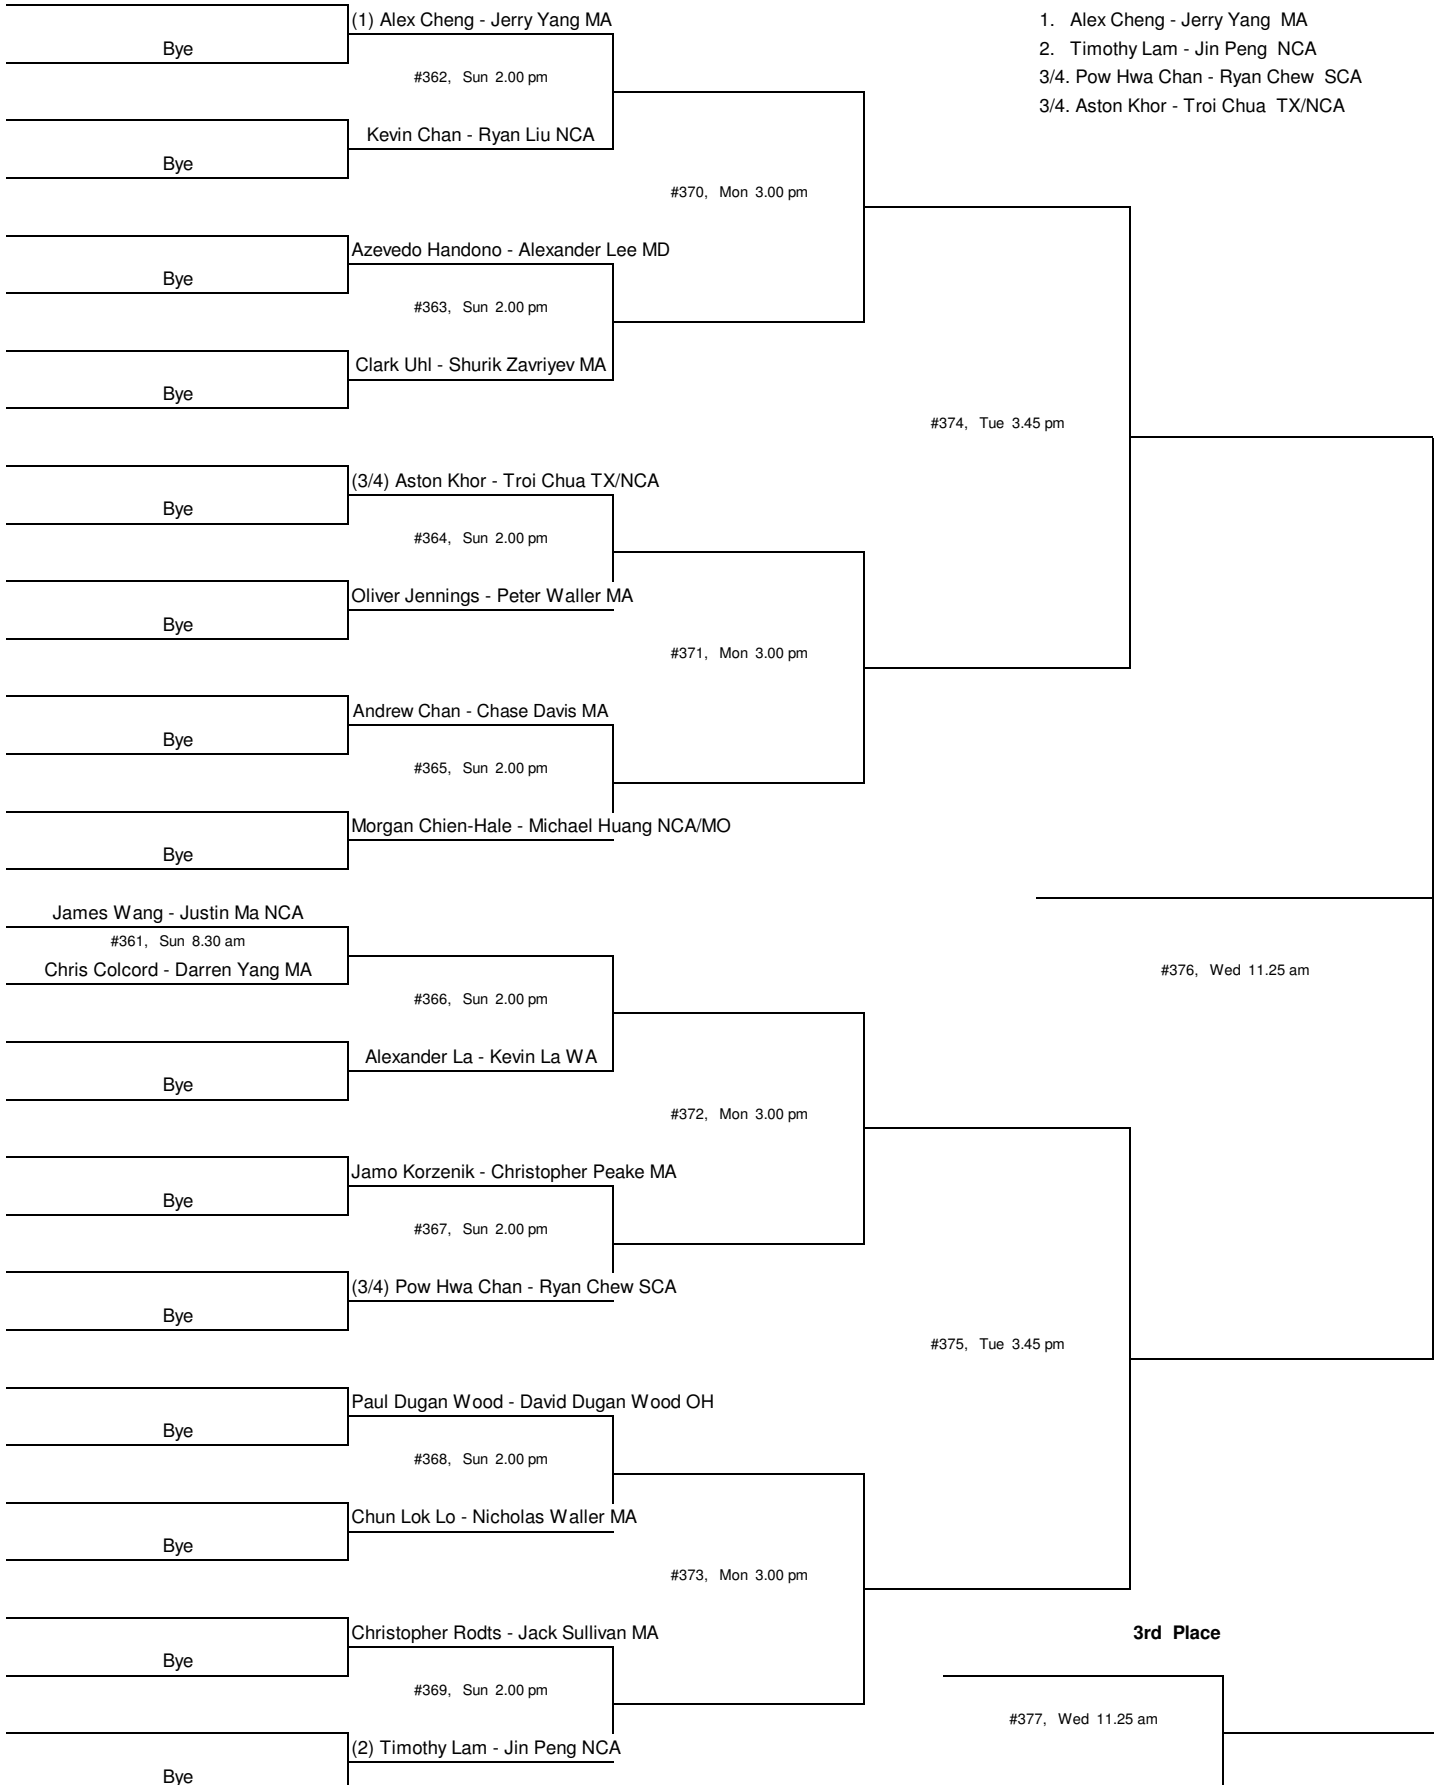 (1) Alex Cheng - Jerry Yang MA
1. Alex Cheng - Jerry Yang MA
Bye
2. Timothy Lam - Jin Peng NCA
#362, Sun 2.00 pm
3/4. Pow Hwa Chan - Ryan Chew SCA
3/4. Aston Khor - Troi Chua TX/NCA
Kevin Chan - Ryan Liu NCA
Bye
#370, Mon 3.00 pm
Azevedo Handono - Alexander Lee MD
Bye
#363, Sun 2.00 pm
Clark Uhl - Shurik Zavriyev MA
Bye
#374, Tue 3.45 pm
(3/4) Aston Khor - Troi Chua TX/NCA
Bye
#364, Sun 2.00 pm
Oliver Jennings - Peter Waller MA
Bye
#371, Mon 3.00 pm
Andrew Chan - Chase Davis MA
Bye
#365, Sun 2.00 pm
Morgan Chien-Hale - Michael Huang NCA/MO
Bye
James Wang - Justin Ma NCA
#361, Sun 8.30 am
Chris Colcord - Darren Yang MA
#376, Wed 11.25 am
#366, Sun 2.00 pm
Alexander La - Kevin La WA
Bye
#372, Mon 3.00 pm
Jamo Korzenik - Christopher Peake MA
Bye
#367, Sun 2.00 pm
(3/4) Pow Hwa Chan - Ryan Chew SCA
Bye
#375, Tue 3.45 pm
Paul Dugan Wood - David Dugan Wood OH
Bye
#368, Sun 2.00 pm
Chun Lok Lo - Nicholas Waller MA
Bye
#373, Mon 3.00 pm
Christopher Rodts - Jack Sullivan MA
3rd Place
Bye
#369, Sun 2.00 pm
#377, Wed 11.25 am
(2) Timothy Lam - Jin Peng NCA
Bye